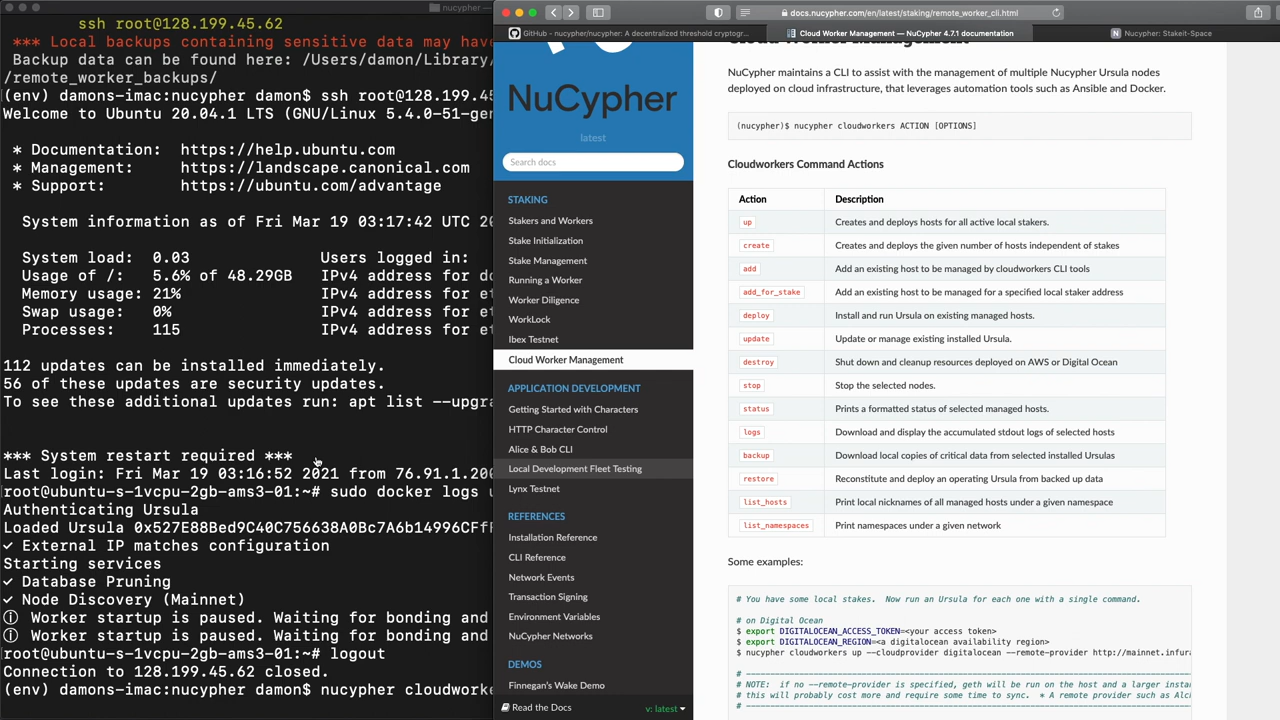 ssh root@128.199.45.62
*** Local backups containing sensitive data may hav
Backup data can be found here: /Users/damon/Library/
/remote_worker_backups/
(env) damons-imac:nucypher damon$ ssh root@128.199.45
Welcome to Ubuntu 20.04.1 LTS (GNU/Linux 5.4.0-51-gen
* Documentation: https://help.ubuntu.com
* Management: https://landscape.canonical.com
* Support: https://ubuntu.com/advantage
System information as of Fri Mar 19 03:17:42 UTC 20
System load: 0.03 Users logged in:
Usage of /: 5.6% of 48.29GB IPv4 address for do
Memory usage: 21% IPv4 address for et
Swap usage: 0% IPv4 address for et
Processes: 115 IPv4 address for et
112 updates can be installed immediately.
56 of these updates are security updates.
To see these additional updates run: apt list --upgra
*** System restart required ***
Last login: Fri Mar 19 03:16:52 2021 from 76.91.1.200
root@ubuntu-s-1vcpu-2gb-ams3-01:~# sudo docker logs u
Authenticating Ursula
Loaded Ursula 0x527E88Bed9C40C756638A0Bc7A6b14996CFf
✓ External IP matches configuration
Starting services
✓ Database Pruning
✓ Node Discovery (Mainnet)
ⓘ Worker startup is paused. Waiting for bonding and
ⓘ Worker startup is paused. Waiting for bonding and
root@ubuntu-s-1vcpu-2gb-ams3-01:~# logout
Connection to 128.199.45.62 closed.
(env) damons-imac:nucypher damon$ nucypher cloudworke
nucypher —
docs.nucypher.com/en/latest/staking/remote_worker_cli.html
GitHub - nucypher/nucypher: A decentralized threshold cryptogr...
Cloud Worker Management — NuCypher 4.7.1 documentation
N Nucypher: Stakeit-Space
NuCypher
latest
Search docs
STAKING
Stakers and Workers
Stake Initialization
Stake Management
Running a Worker
Worker Diligence
WorkLock
Ibex Testnet
Cloud Worker Management
APPLICATION DEVELOPMENT
Getting Started with Characters
HTTP Character Control
Alice & Bob CLI
Local Development Fleet Testing
Lynx Testnet
REFERENCES
Installation Reference
CLI Reference
Network Events
Transaction Signing
Environment Variables
NuCypher Networks
DEMOS
Finnegan's Wake Demo
Read the Docs v: latest
Cloud Worker Management
NuCypher maintains a CLI to assist with the management of multiple Nucypher Ursula nodes
deployed on cloud infrastructure, that leverages automation tools such as Ansible and Docker.
(nucypher)$ nucypher cloudworkers ACTION [OPTIONS]
Cloudworkers Command Actions
Action Description
up Creates and deploys hosts for all active local stakers.
create Creates and deploys the given number of hosts independent of stakes
add Add an existing host to be managed by cloudworkers CLI tools
add_for_stake Add an existing host to be managed for a specified local staker address
deploy Install and run Ursula on existing managed hosts.
update Update or manage existing installed Ursula.
destroy Shut down and cleanup resources deployed on AWS or Digital Ocean
stop Stop the selected nodes.
status Prints a formatted status of selected managed hosts.
logs Download and display the accumulated stdout logs of selected hosts
backup Download local copies of critical data from selected installed Ursulas
restore Reconstitute and deploy an operating Ursula from backed up data
list_hosts Print local nicknames of all managed hosts under a given namespace
list_namespaces Print namespaces under a given network
Some examples:
# You have some local stakes. Now run an Ursula for each one with a single command.
# on Digital Ocean
$ export DIGITALOCEAN_ACCESS_TOKEN=<your access token>
$ export DIGITALOCEAN_REGION=<a digitalocean availability region>
$ nucypher cloudworkers up --cloudprovider digitalocean --remote-provider http://mainnet.infura
# ----------
# NOTE: if no --remote-provider is specified, geth will be run on the host and a larger instan
# this will probably cost more and require some time to sync. * A remote provider such as Alch
# ----------